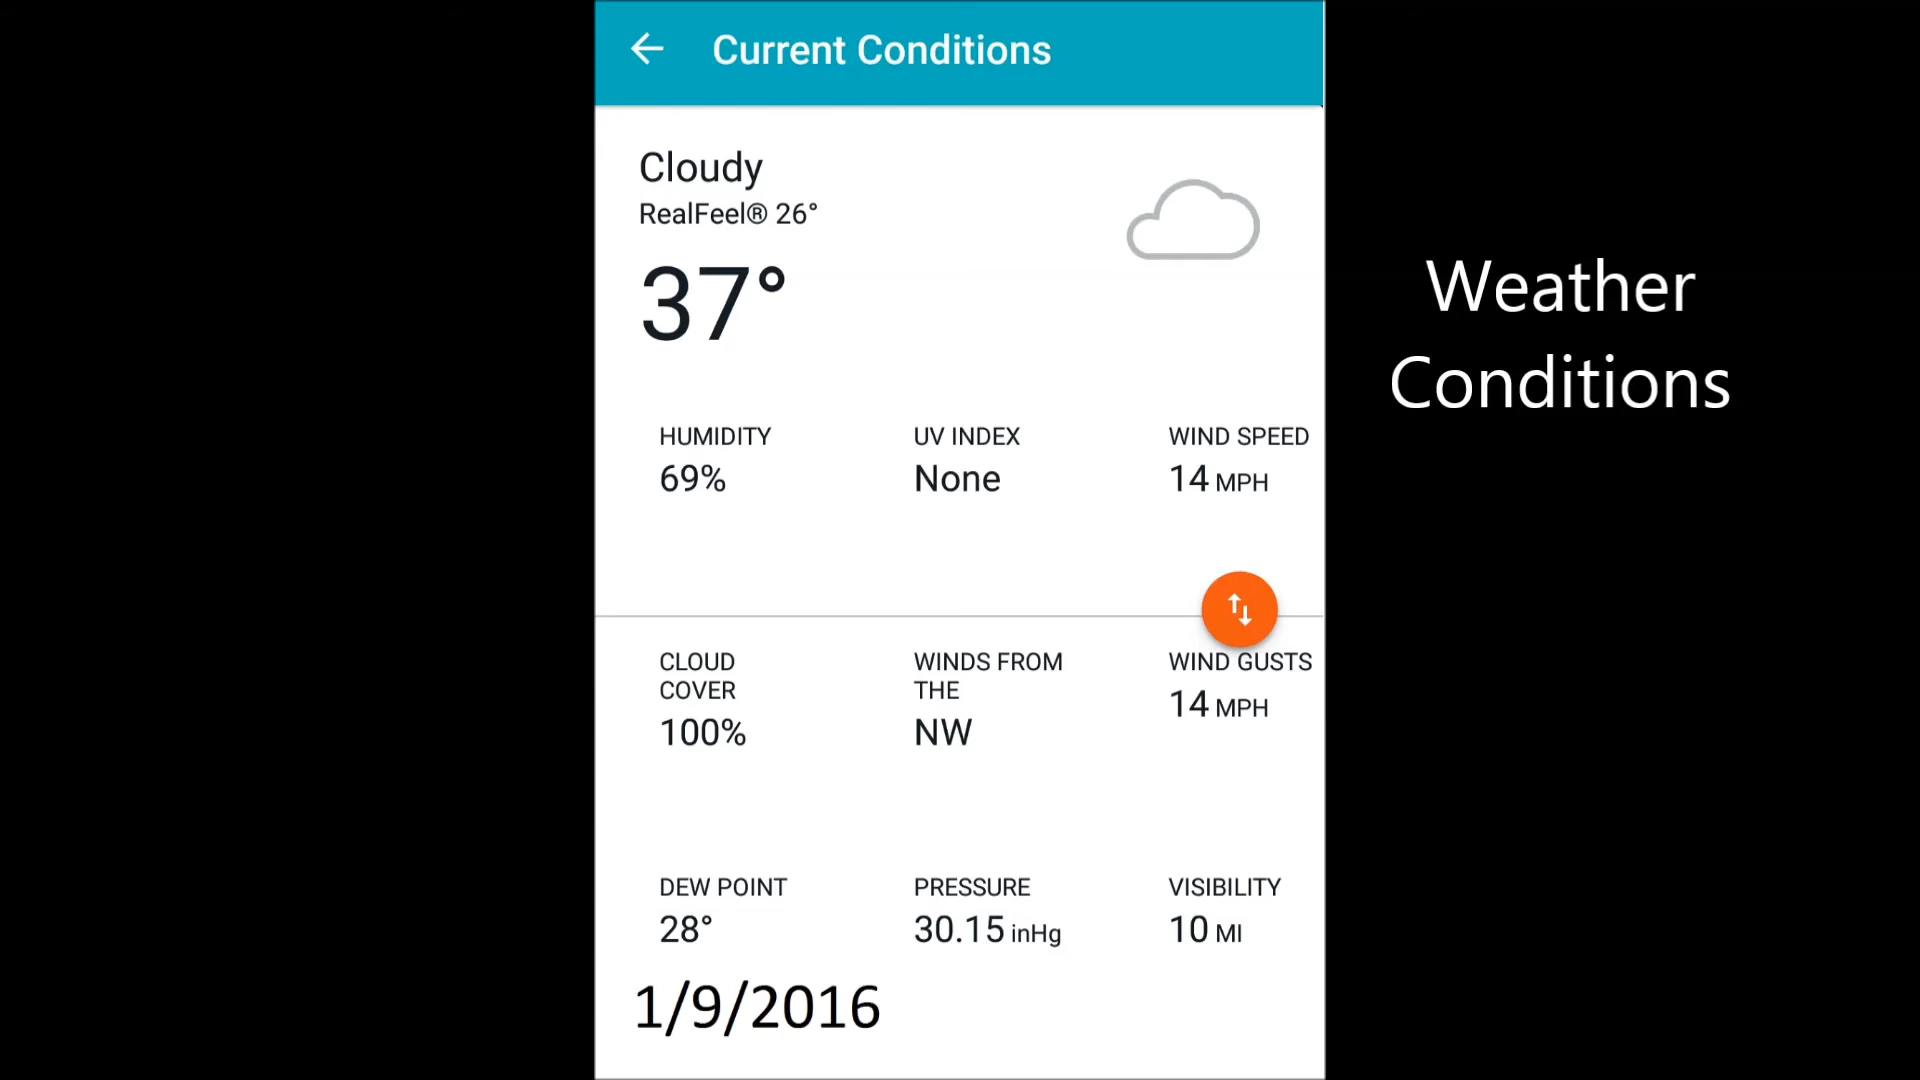 Current Conditions
Cloudy
RealFeel® 26°
37°
HUMIDITY
69%
UV INDEX
None
WIND SPEED
14 MPH
CLOUD
COVER
100%
WINDS FROM
THE
NW
WIND GUSTS
14 MPH
DEW POINT
28°
PRESSURE
30.15 inHg
VISIBILITY
10 MI
1/9/2016
Weather
Conditions